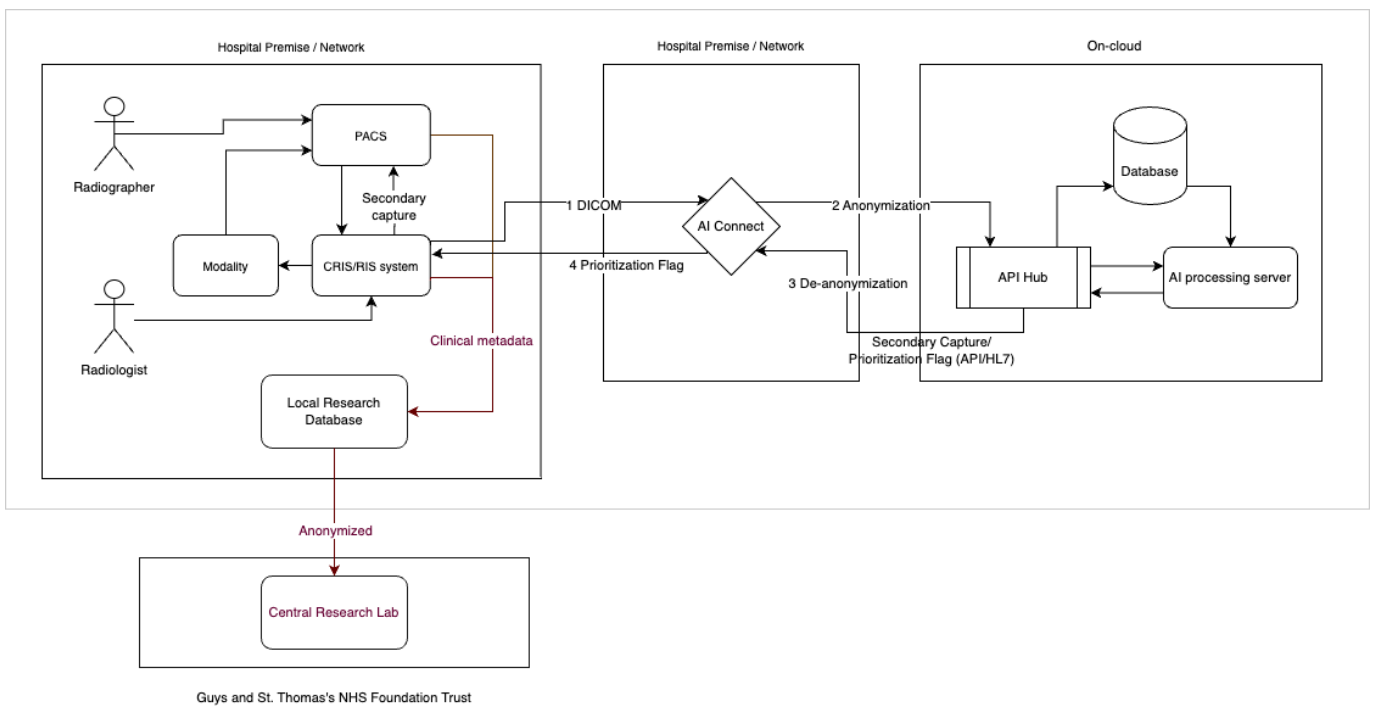 Hospital Premise / Network
Hospital Premise / Network
On-cloud
Radiographer
PACS
Secondary
capture
Modality
CRIS/RIS system
Radiologist
Clinical metadata
Local Research
Database
1 DICOM
AI Connect
4 Prioritization Flag
2 Anonymization
3 De-anonymization
Database
API Hub
AI processing server
Secondary Capture/
Prioritization Flag (API/HL7)
Anonymized
Central Research Lab
Guys and St. Thomas's NHS Foundation Trust